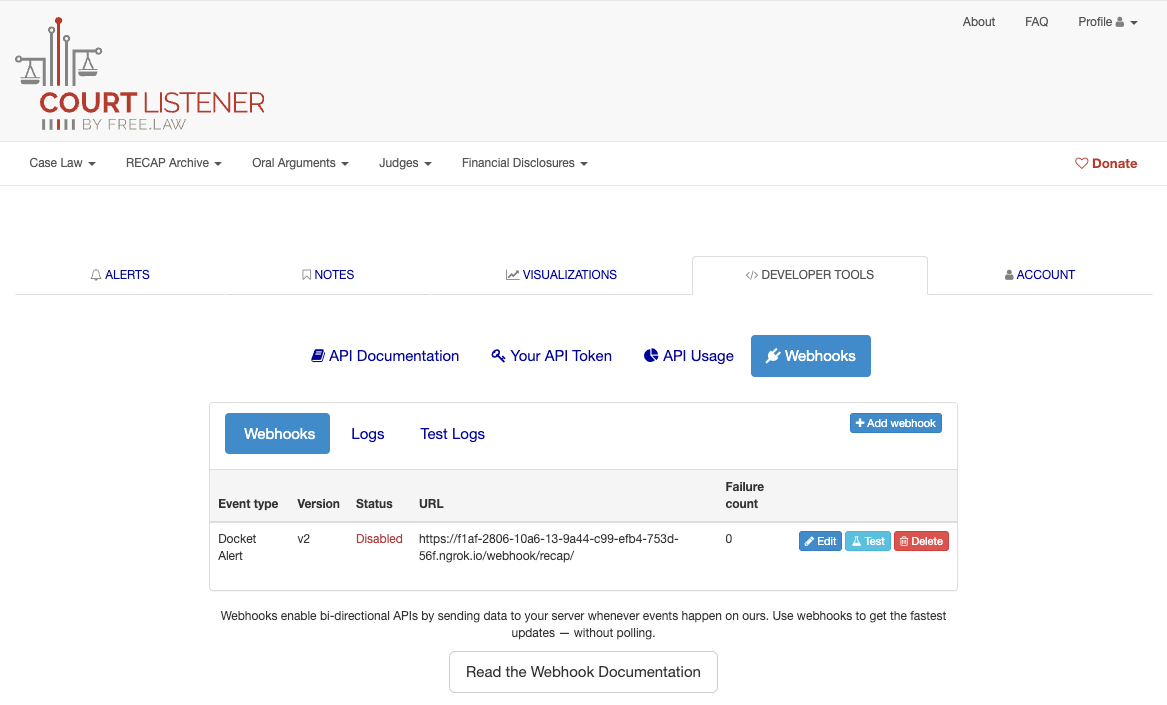 About FAQ Profile
COURT LISTENER
BY FREE.LAW
Case Law RECAP Archive Oral Arguments Judges Financial Disclosures Donate
ALERTS NOTES VISUALIZATIONS </> DEVELOPER TOOLS ACCOUNT
API Documentation Your API Token API Usage Webhooks
Webhooks Logs Test Logs + Add webhook
Event type Version Status URL Failure count
Docket Alert v2 Disabled https://f1af-2806-10a6-13-9a44-c99-efb4-753d-56f.ngrok.io/webhook/recap/ 0 Edit Test Delete
Webhooks enable bi-directional APIs by sending data to your server whenever events happen on ours. Use webhooks to get the fastest
updates — without polling.
Read the Webhook Documentation